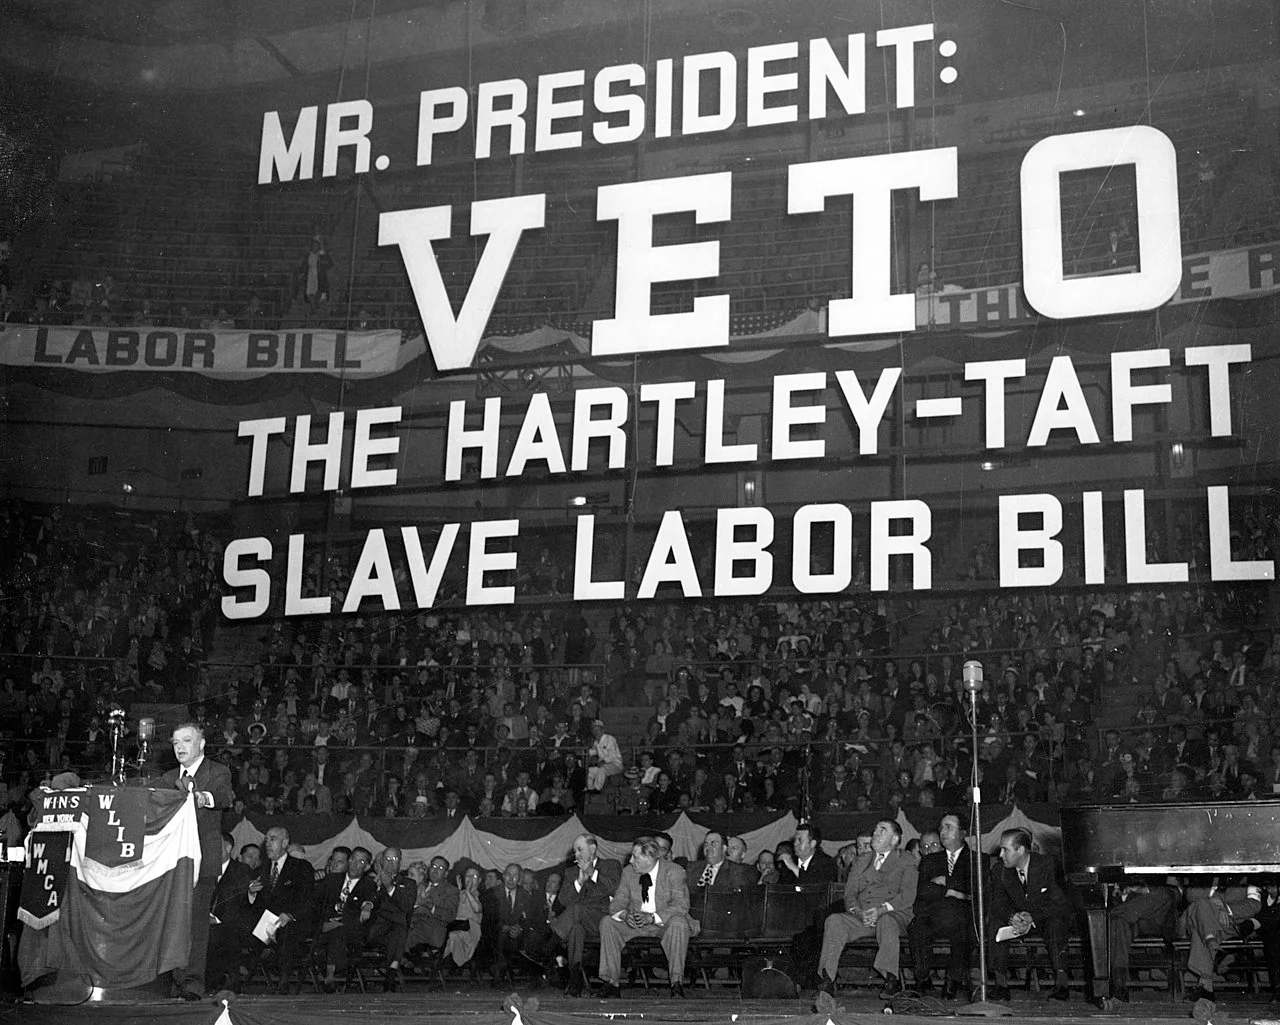 MR. PRESIDENT:
VETO
THE HARTLEY-TAFT
SLAVE LABOR BILL
LABOR BILL
WINS
NEW YORK
WLIB
WMCA